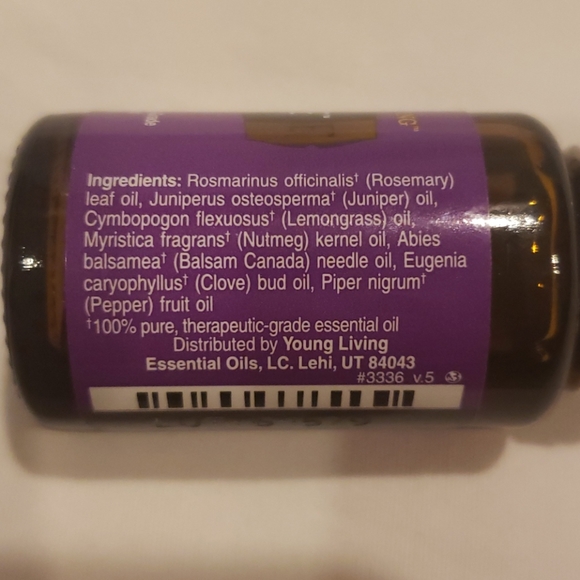 Ingredients: Rosmarinus officinalis† (Rosemary)
leaf oil, Juniperus osteosperma† (Juniper) oil,
Cymbopogon flexuosus† (Lemongrass) oil,
Myristica fragrans† (Nutmeg) kernel oil, Abies
balsamea† (Balsam Canada) needle oil, Eugenia
caryophyllus† (Clove) bud oil, Piper nigrum†
(Pepper) fruit oil
†100% pure, therapeutic-grade essential oil
Distributed by Young Living
Essential Oils, LC. Lehi, UT 84043
#3336 v.5